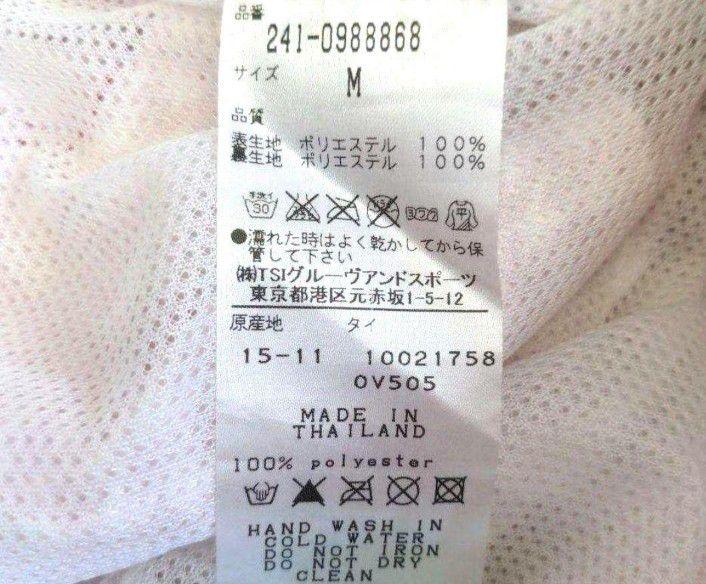 品番
241-0988868
サイズ
M
品質
表生地 ポリエステル 100%
裏生地 ポリエステル 100%
手洗イ
30
●濡れた時はよく乾かしてから保
管して下さい
㈱TSIグルーヴアンドスポーツ
東京都港区元赤坂1-5-12
原産地 タイ
15-11 10021758
OV505
MADE IN
THAILAND
100% polyester
HAND WASH IN
COLD WATER
DO NOT IRON
DO NOT DRY
CLEAN